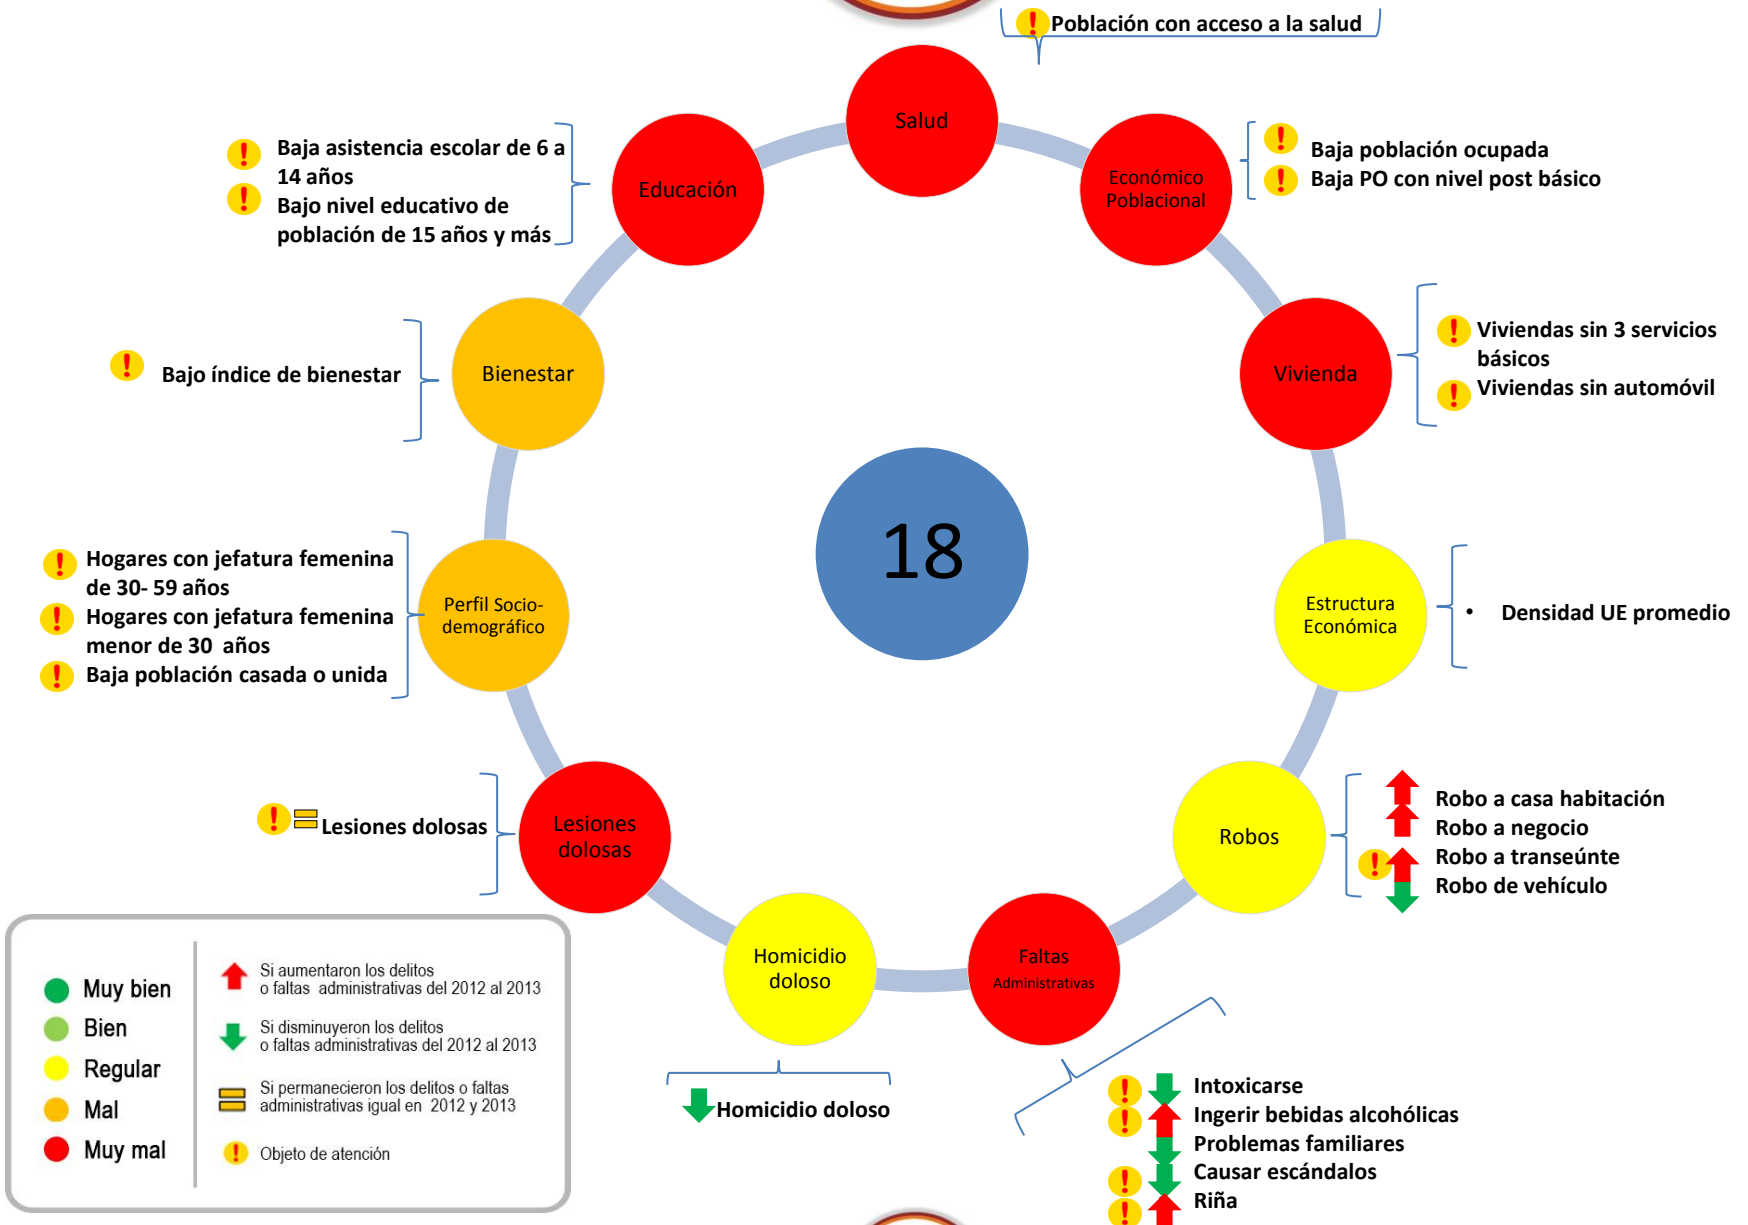 Población con acceso a la salud
Salud
Baja asistencia escolar de 6 a
14 años
Bajo nivel educativo de
población de 15 años y más
Educación
Económico
Poblacional
Baja población ocupada
Baja PO con nivel post básico
Bajo índice de bienestar
Bienestar
Vivienda
Viviendas sin 3 servicios
básicos
Viviendas sin automóvil
18
Hogares con jefatura femenina
de 30- 59 años
Hogares con jefatura femenina
menor de 30 años
Baja población casada o unida
Perfil Socio-
demográfico
Estructura
Económica
• Densidad UE promedio
Lesiones dolosas
Lesiones
dolosas
Robos
Robo a casa habitación
Robo a negocio
Robo a transeúnte
Robo de vehículo
Homicidio
doloso
Faltas
Administrativas
Homicidio doloso
Intoxicarse
Ingerir bebidas alcohólicas
Problemas familiares
Causar escándalos
Riña
Muy bien
Bien
Regular
Mal
Muy mal
Si aumentaron los delitos
o faltas administrativas del 2012 al 2013
Si disminuyeron los delitos
o faltas administrativas del 2012 al 2013
Si permanecieron los delitos o faltas
administrativas igual en 2012 y 2013
Objeto de atención